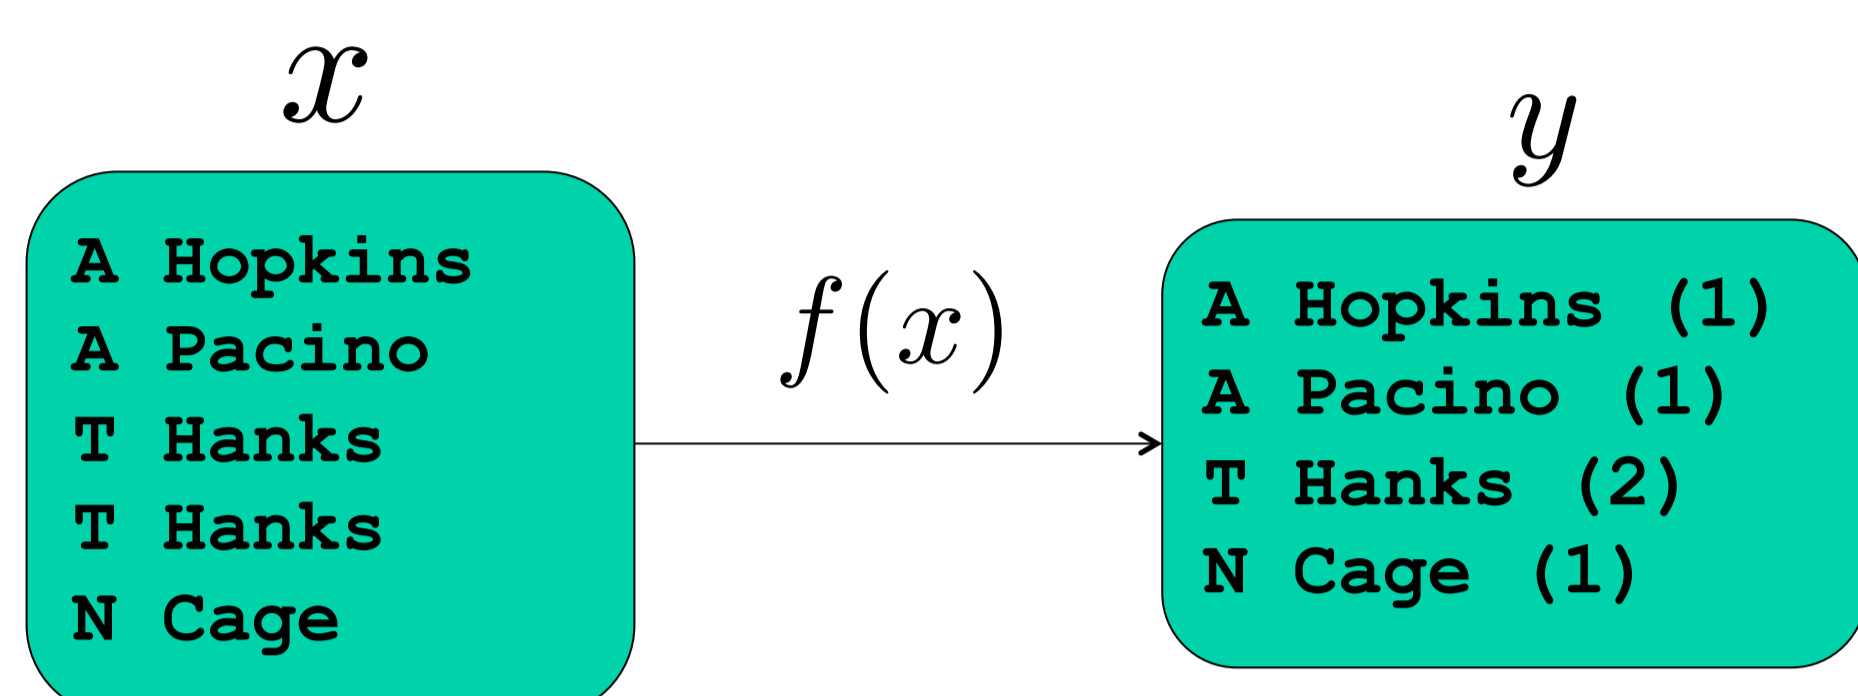 x
A Hopkins
A Pacino
T Hanks
T Hanks
N Cage
f(x)
y
A Hopkins (1)
A Pacino (1)
T Hanks (2)
N Cage (1)